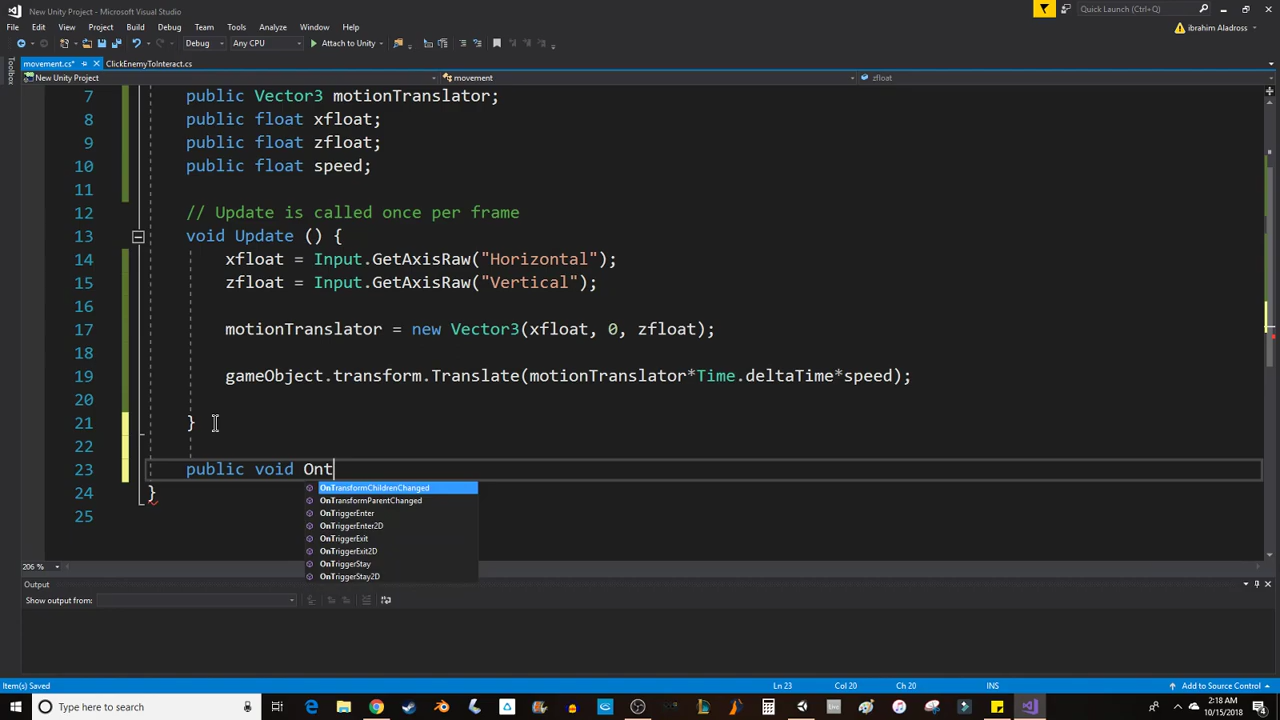 New Unity Project - Microsoft Visual Studio
Quick Launch (Ctrl+Q)
File Edit View Project Build Debug Team Tools Analyze Window Help
ibrahim Aladross
Debug Any CPU Attach to Unity
movement.cs* ClickEnemyToInteract.cs
Toolbox
New Unity Project movement zfloat
7 public Vector3 motionTranslator;
8 public float xfloat;
9 public float zfloat;
10 public float speed;
11
12 // Update is called once per frame
13 void Update () {
14 xfloat = Input.GetAxisRaw("Horizontal");
15 zfloat = Input.GetAxisRaw("Vertical");
16
17 motionTranslator = new Vector3(xfloat, 0, zfloat);
18
19 gameObject.transform.Translate(motionTranslator*Time.deltaTime*speed);
20
21 }
22
23 public void Ont
OnTransformChildrenChanged
24 }
OnTransformParentChanged
OnTriggerEnter
25
OnTriggerEnter2D
OnTriggerExit
OnTriggerExit2D
OnTriggerStay
206 %
OnTriggerStay2D
Output
Show output from:
Item(s) Saved Ln 23 Col 20 Ch 20 INS Add to Source Control
Type here to search
2:18 AM
10/15/2018